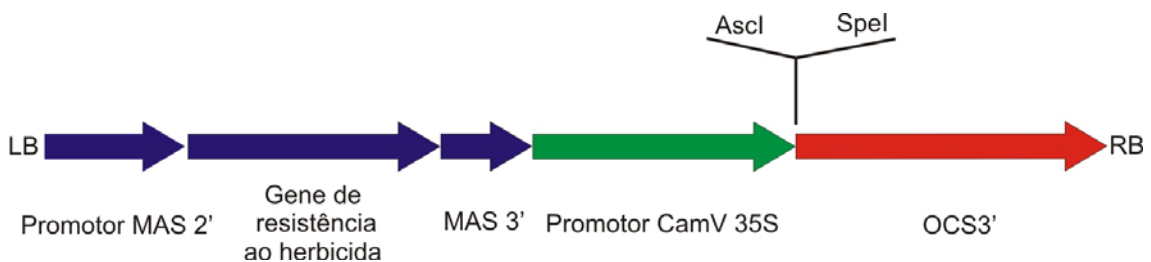 AscI SpeI
LB RB
Promotor MAS 2’
Gene de
resistência
ao herbicida
MAS 3’
Promotor CamV 35S
OCS3’